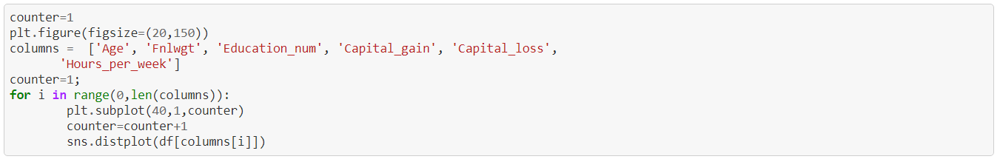 counter=1
plt.figure(figsize=(20,150))
columns =  ['Age', 'Fnlwgt', 'Education_num', 'Capital_gain', 'Capital_loss',
       'Hours_per_week']
counter=1;
for i in range(0,len(columns)):
        plt.subplot(40,1,counter)
        counter=counter+1
        sns.distplot(df[columns[i]])